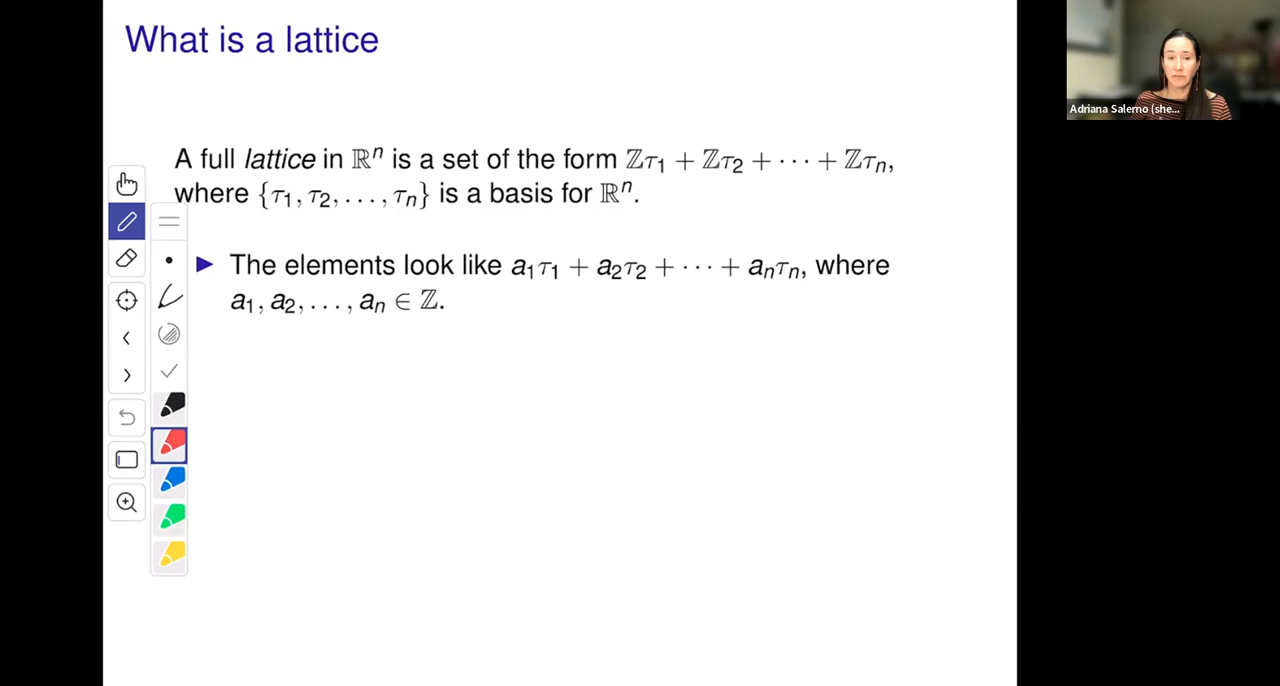 What is a lattice
A full lattice in ℝⁿ is a set of the form ℤτ₁ + ℤτ₂ + ⋯ + ℤτₙ,
where {τ₁, τ₂, …, τₙ} is a basis for ℝⁿ.
▶ The elements look like a₁τ₁ + a₂τ₂ + ⋯ + aₙτₙ, where
a₁, a₂, …, aₙ ∈ ℤ.
Adriana Salerno (she...